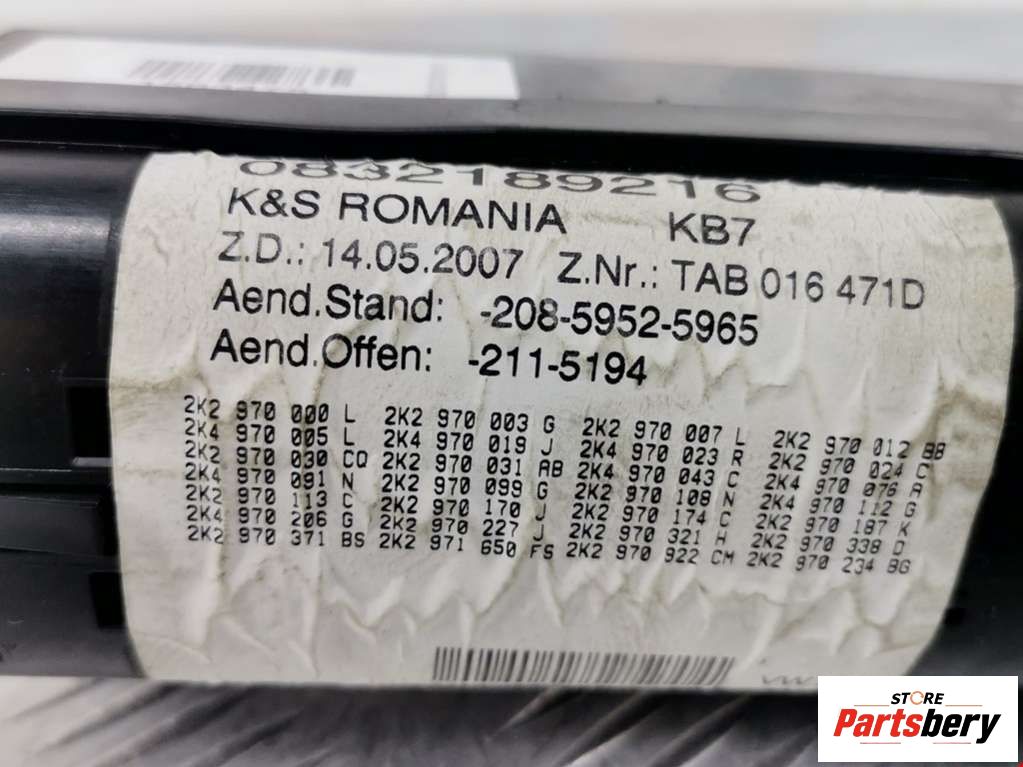 0832189216
K&S ROMANIA KB7
Z.D.: 14.05.2007 Z.Nr.: TAB 016 471D
Aend.Stand: -208-5952-5965
Aend.Offen: -211-5194
2K2 970 000 L 2K2 970 003 G 2K2 970 007 L 2K2 970 012 BB
2K4 970 005 L 2K4 970 019 J 2K4 970 023 R 2K2 970 024 C
2K2 970 030 CQ 2K2 970 031 AB 2K4 970 043 C 2K4 970 076 A
2K4 970 091 N 2K2 970 099 G 2K2 970 108 N 2K4 970 112 G
2K2 970 113 C 2K2 970 170 J 2K2 970 174 C 2K2 970 187 K
2K4 970 206 G 2K2 970 227 J 2K2 970 321 H 2K2 970 338 D
2K2 970 371 BS 2K2 971 650 FS 2K2 970 922 CM 2K2 970 234 BG
STORE
Partsbery